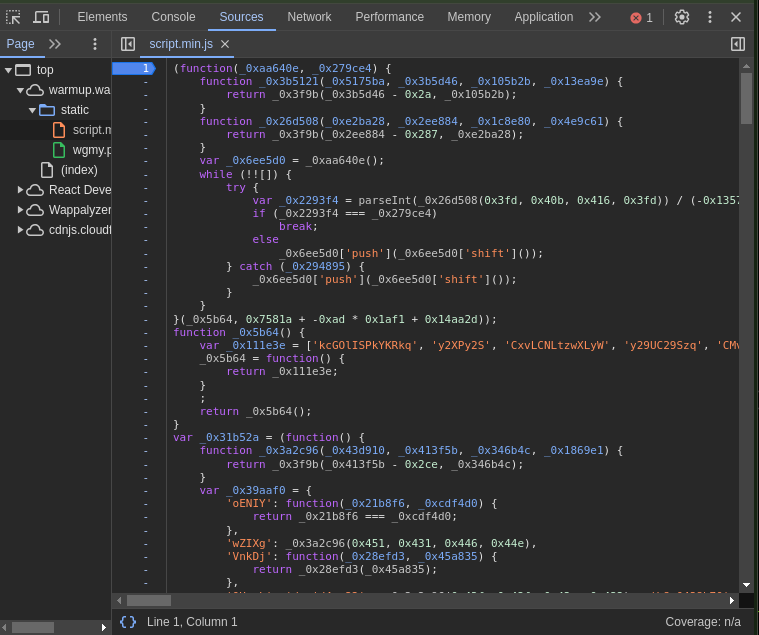 Elements Console Sources Network Performance Memory Application 1
Page script.min.js
top
warmup.wa
static
script.m
wgmy.p
(index)
React Deve
Wappalyzer
cdnjs.cloudf
1 (function(_0xaa640e, _0x279ce4) {
- function _0x3b5121(_0x5175ba, _0x3b5d46, _0x105b2b, _0x13ea9e) {
- return _0x3f9b(_0x3b5d46 - 0x2a, _0x105b2b);
- }
- function _0x26d508(_0x2ba28, _0x2ee884, _0x1c8e80, _0x4e9c61) {
- return _0x3f9b(_0x2ee884 - 0x287, _0xe2ba28);
- }
- var _0x6ee5d0 = _0xaa640e();
- while (!![]) {
- try {
- var _0x2293f4 = parseInt(_0x26d508(0x3fd, 0x40b, 0x416, 0x3fd)) / (-0x1357
- if (_0x2293f4 === _0x279ce4)
- break;
- else
- _0x6ee5d0['push'](_0x6ee5d0['shift']());
- } catch (_0x294895) {
- _0x6ee5d0['push'](_0x6ee5d0['shift']());
- }
- }
- }(_0x5b64, 0x7581a + -0xad * 0x1af1 + 0x14aa2d));
- function _0x5b64() {
- var _0x111e3e = ['kcGOlISPkYKRkq', 'y2XPy2S', 'CxvLCNLtzwXLyW', 'y29UC29Szq', 'CMv
- _0x5b64 = function() {
- return _0x111e3e;
- }
- ;
- return _0x5b64();
- }
- var _0x31b52a = (function() {
- function _0x3a2c96(_0x43d910, _0x413f5b, _0x346b4c, _0x1869e1) {
- return _0x3f9b(_0x413f5b - 0x2ce, _0x346b4c);
- }
- var _0x39aaf0 = {
- 'oENIY': function(_0x21b8f6, _0xcdf4d0) {
- return _0x21b8f6 === _0xcdf4d0;
- },
- 'wZIXg': _0x3a2c96(0x451, 0x431, 0x446, 0x44e),
- 'VnkDj': function(_0x28efd3, _0x45a835) {
- return _0x28efd3(_0x45a835);
- },
{} Line 1, Column 1 Coverage: n/a